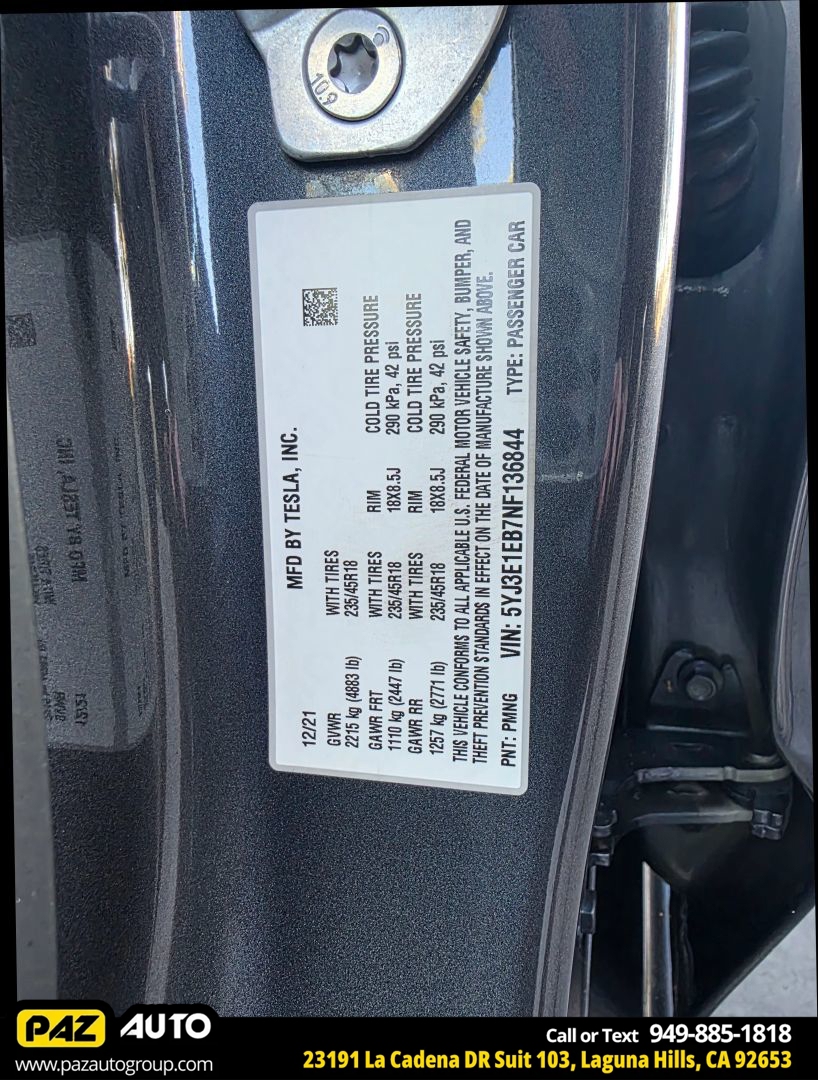 10.9
MFD BY TESLA, INC.
12/21
GVWR WITH TIRES
2215 kg (4883 lb) 235/45R18
GAWR FRT WITH TIRES RIM COLD TIRE PRESSURE
1110 kg (2447 lb) 235/45R18 18X8.5J 290 kPa, 42 psi
GAWR RR WITH TIRES RIM COLD TIRE PRESSURE
1257 kg (2771 lb) 235/45R18 18X8.5J 290 kPa, 42 psi
THIS VEHICLE CONFORMS TO ALL APPLICABLE U.S. FEDERAL MOTOR VEHICLE SAFETY, BUMPER, AND
THEFT PREVENTION STANDARDS IN EFFECT ON THE DATE OF MANUFACTURE SHOWN ABOVE.
PNT: PMNG VIN: 5YJ3E1EB7NF136844 TYPE: PASSENGER CAR
PAZ AUTO
www.pazautogroup.com
Call or Text 949-885-1818
23191 La Cadena DR Suit 103, Laguna Hills, CA 92653